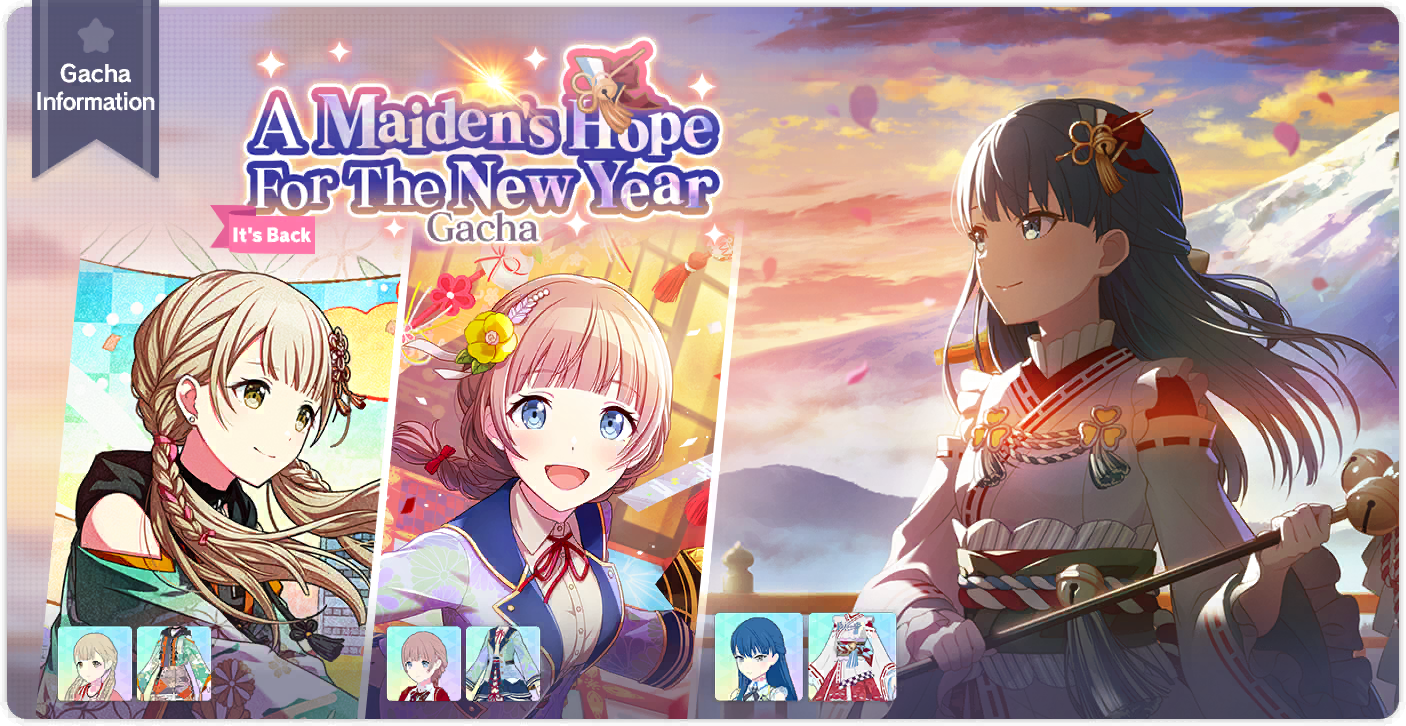 Gacha
Information
A Maiden's Hope
For The New Year
Gacha
It's Back